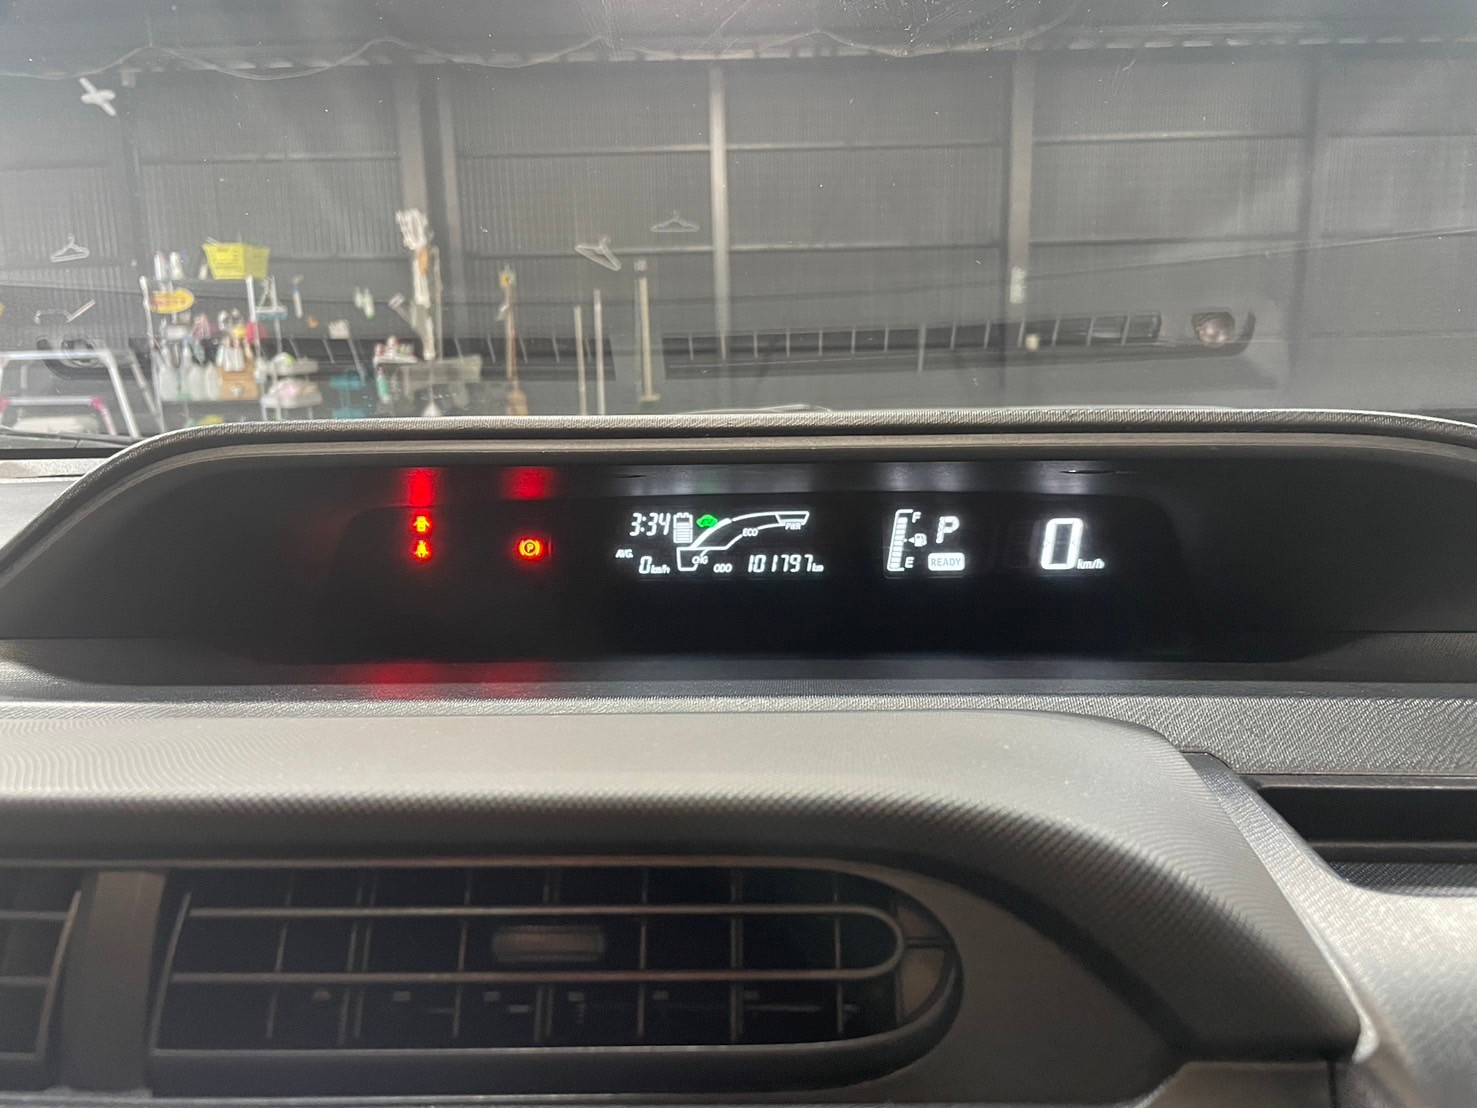 3:34
PWR
ECO
CHG
AVG.
0km/h
ODO 101797km
F
E
P
READY
0km/h
P